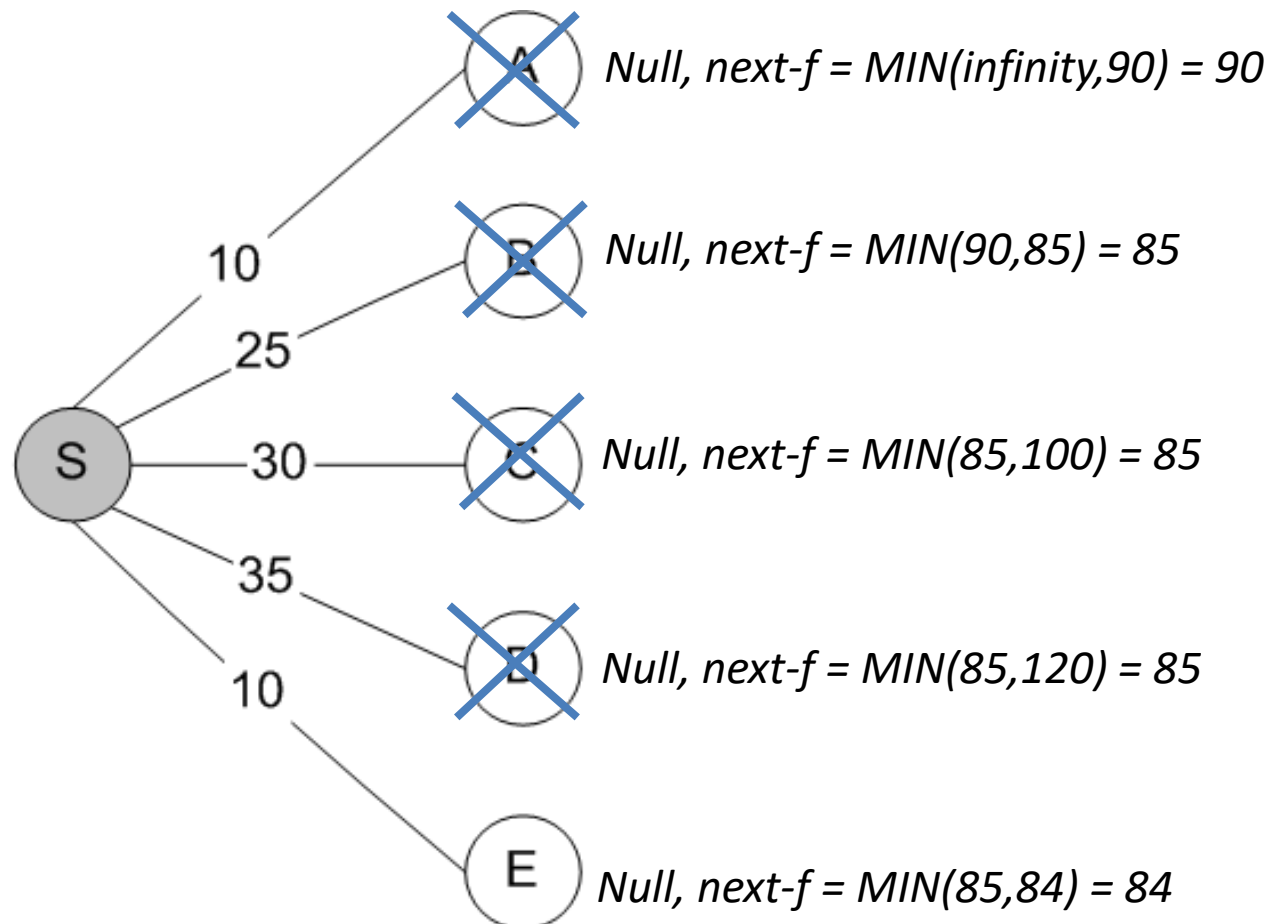 A Null, next-f = MIN(infinity,90) = 90
10
B Null, next-f = MIN(90,85) = 85
25
S 30 C Null, next-f = MIN(85,100) = 85
35
D Null, next-f = MIN(85,120) = 85
10
E Null, next-f = MIN(85,84) = 84